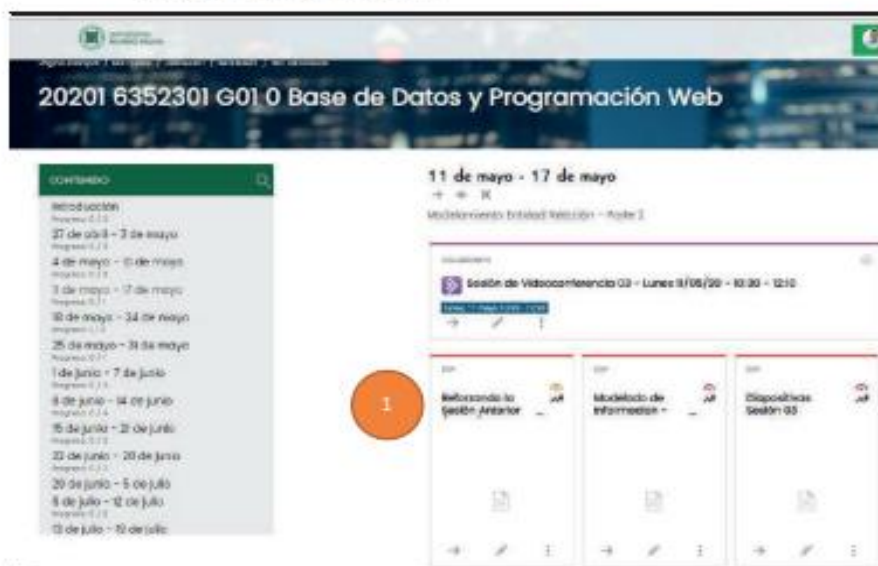 20201 6352301 G01 0 Base de Datos y Programación Web
CONTENIDO
Introducción
27 de abril - 3 de mayo
4 de mayo - 10 de mayo
11 de mayo - 17 de mayo
18 de mayo - 24 de mayo
25 de mayo - 31 de mayo
1 de junio - 7 de junio
8 de junio - 14 de junio
15 de junio - 21 de junio
22 de junio - 28 de junio
29 de junio - 5 de julio
6 de julio - 12 de julio
13 de julio - 19 de julio
11 de mayo - 17 de mayo
Modelamiento Entidad Relación - Parte 2
Sesión de Videoconferencia 03 - Lunes 11/05/20 - 10:30 - 12:10
1
Reforzando la
Sesión Anterior
Modelado de
Informacion -
Diapositivas
Sesión 03